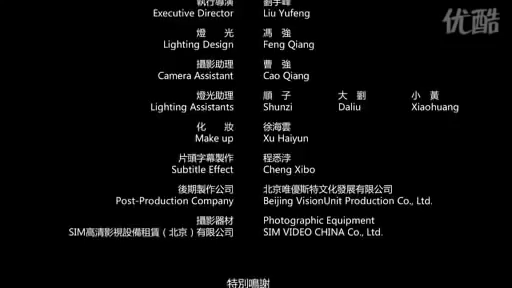 執行導演 劉宇峰
Executive Director Liu Yufeng
優酷
燈 光 馮 強
Lighting Design Feng Qiang
攝影助理 曹 強
Camera Assistant Cao Qiang
燈光助理 順 子 大 劉 小 黃
Lighting Assistants Shunzi Daliu Xiaohuang
化 妝 徐海雲
Make up Xu Haiyun
片頭字幕製作 程悉浡
Subtitle Effect Cheng Xibo
後期製作公司 北京唯優斯特文化發展有限公司
Post-Production Company Beijing VisionUnit Production Co., Ltd.
攝影器材 Photographic Equipment
SIM高清影視設備租賃（北京）有限公司 SIM VIDEO CHINA Co., Ltd.
特別鳴謝